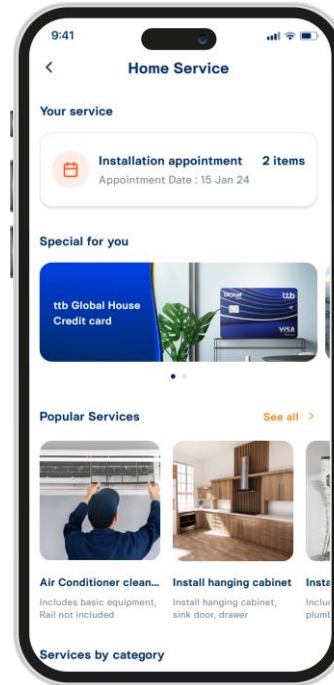 9:41
Home Service
Your service
Installation appointment 2 items
Appointment Date : 15 Jan 24
Special for you
ttb Global House
Credit card
ttb
VISA
Popular Services
See all
Air Conditioner clean...
Includes basic equipment,
Rail not included
Install hanging cabinet
Install hanging cabinet,
sink door, drawer
Insta
Includ
plumb
Services by category